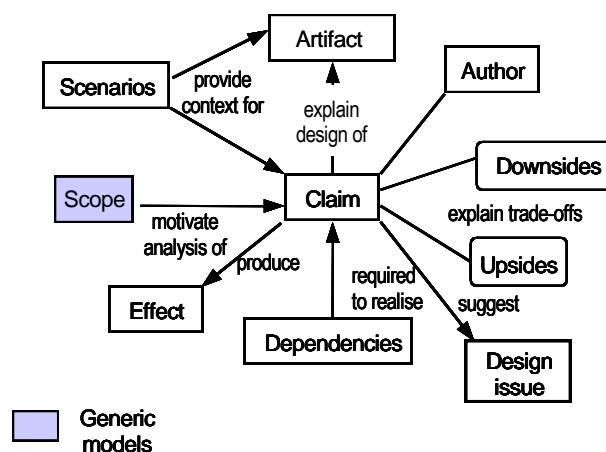 Artifact
Author
Scenarios
provide
context for
explain
design of
Downsides
Scope
Claim
explain trade-offs
motivate
analysis of
produce
required
to realise
Upsides
suggest
Effect
Dependencies
Design
issue
Generic
models